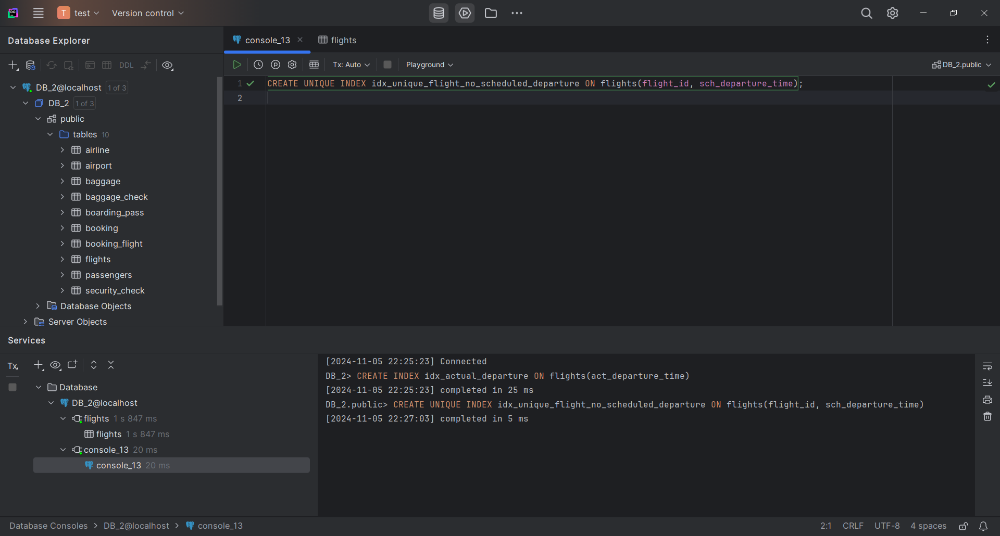 T test Version control
Database Explorer
console_13
flights
DDL
Tx: Auto
Playground
DB_2.public
DB_2@localhost 1 of 3
DB_2 1 of 3
public
tables 10
airline
airport
baggage
baggage_check
boarding_pass
booking
booking_flight
flights
passengers
security_check
Database Objects
Server Objects
1 CREATE UNIQUE INDEX idx_unique_flight_no_scheduled_departure ON flights(flight_id, sch_departure_time);
2
Services
Tx
Database
DB_2@localhost
flights 1 s 847 ms
flights 1 s 847 ms
console_13 20 ms
console_13 20 ms
[2024-11-05 22:25:23] Connected
DB_2> CREATE INDEX idx_actual_departure ON flights(act_departure_time)
[2024-11-05 22:25:23] completed in 25 ms
DB_2.public> CREATE UNIQUE INDEX idx_unique_flight_no_scheduled_departure ON flights(flight_id, sch_departure_time)
[2024-11-05 22:27:03] completed in 5 ms
Database Consoles > DB_2@localhost > console_13
2:1 CRLF UTF-8 4 spaces